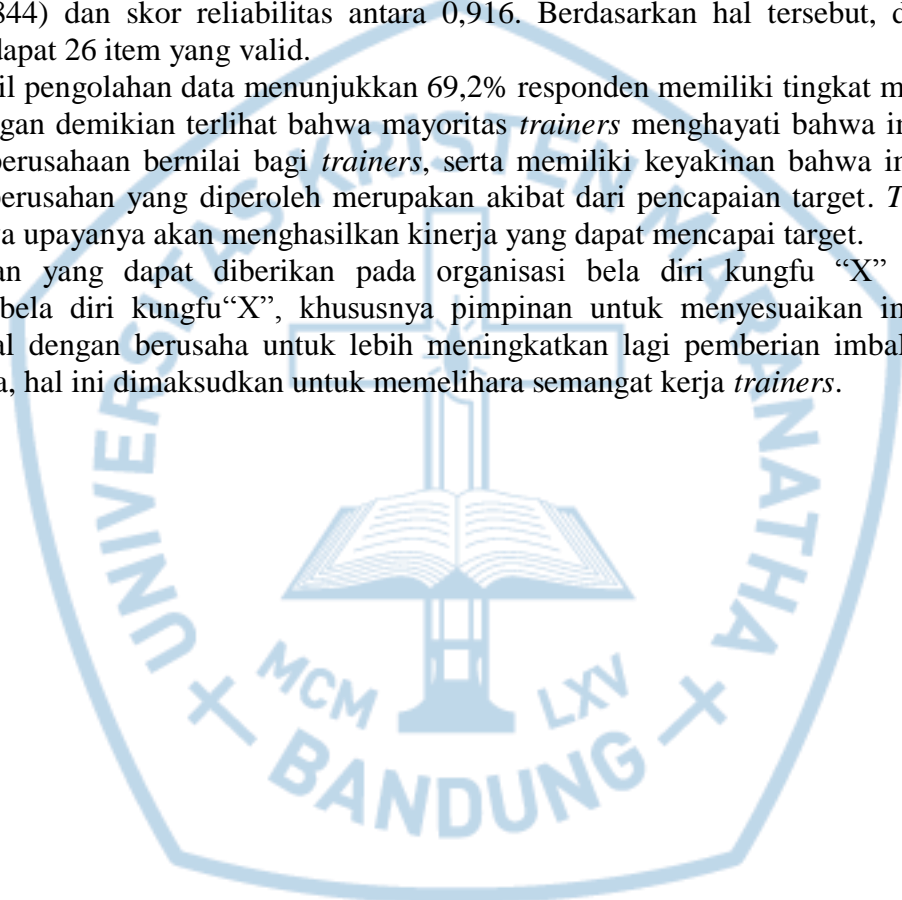 844) dan skor reliabilitas antara 0,916. Berdasarkan hal tersebut, d
dapat 26 item yang valid.
il pengolahan data menunjukkan 69,2% responden memiliki tingkat m
gan demikian terlihat bahwa mayoritas trainers menghayati bahwa in
perusahaan bernilai bagi trainers, serta memiliki keyakinan bahwa in
perusahan yang diperoleh merupakan akibat dari pencapaian target. T
va upayanya akan menghasilkan kinerja yang dapat mencapai target.
an yang dapat diberikan pada organisasi bela diri kungfu “X”
bela diri kungfu“X”, khususnya pimpinan untuk menyesuaikan in
al dengan berusaha untuk lebih meningkatkan lagi pemberian imbal
a, hal ini dimaksudkan untuk memelihara semangat kerja trainers.
UNIVERSITAS KRISTEN MARANATHA
MCM LXV
BANDUNG